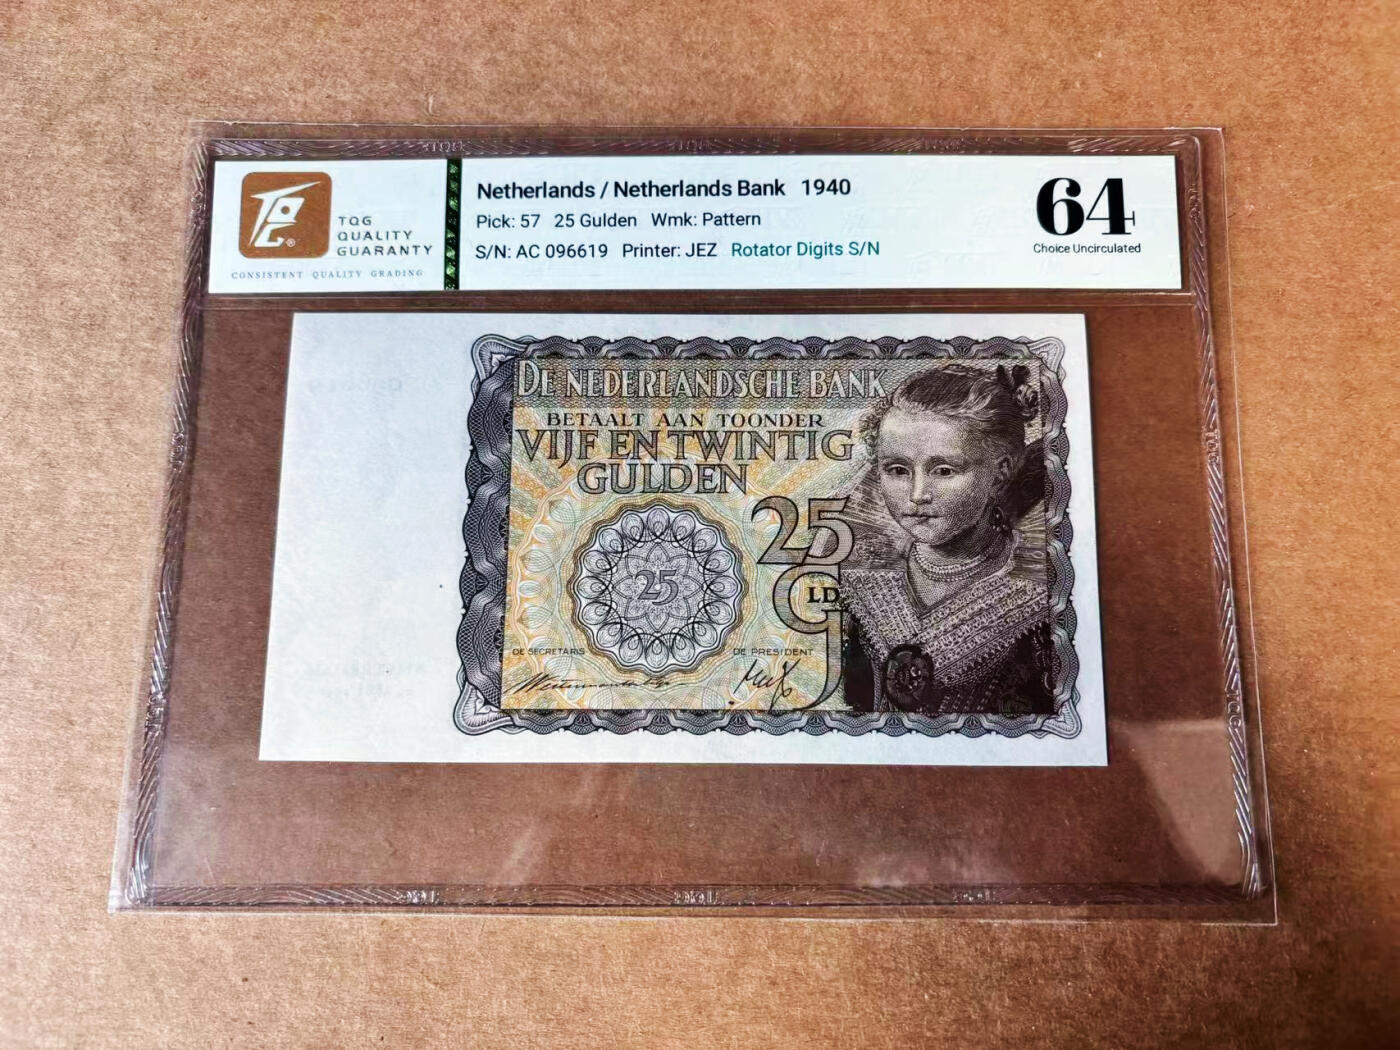 TQG
QUALITY
GUARANTY
CONSISTENT QUALITY GRADING
Netherlands / Netherlands Bank 1940
Pick: 57 25 Gulden Wmk: Pattern
S/N: AC 096619 Printer: JEZ Rotator Digits S/N
64
Choice Uncirculated
DE NEDERLANDSCHE BANK
BETAALT AAN TOONDER
VIJF EN TWINTIG
GULDEN
25
25
G
LD
DE SECRETARIS
DE PRESIDENT